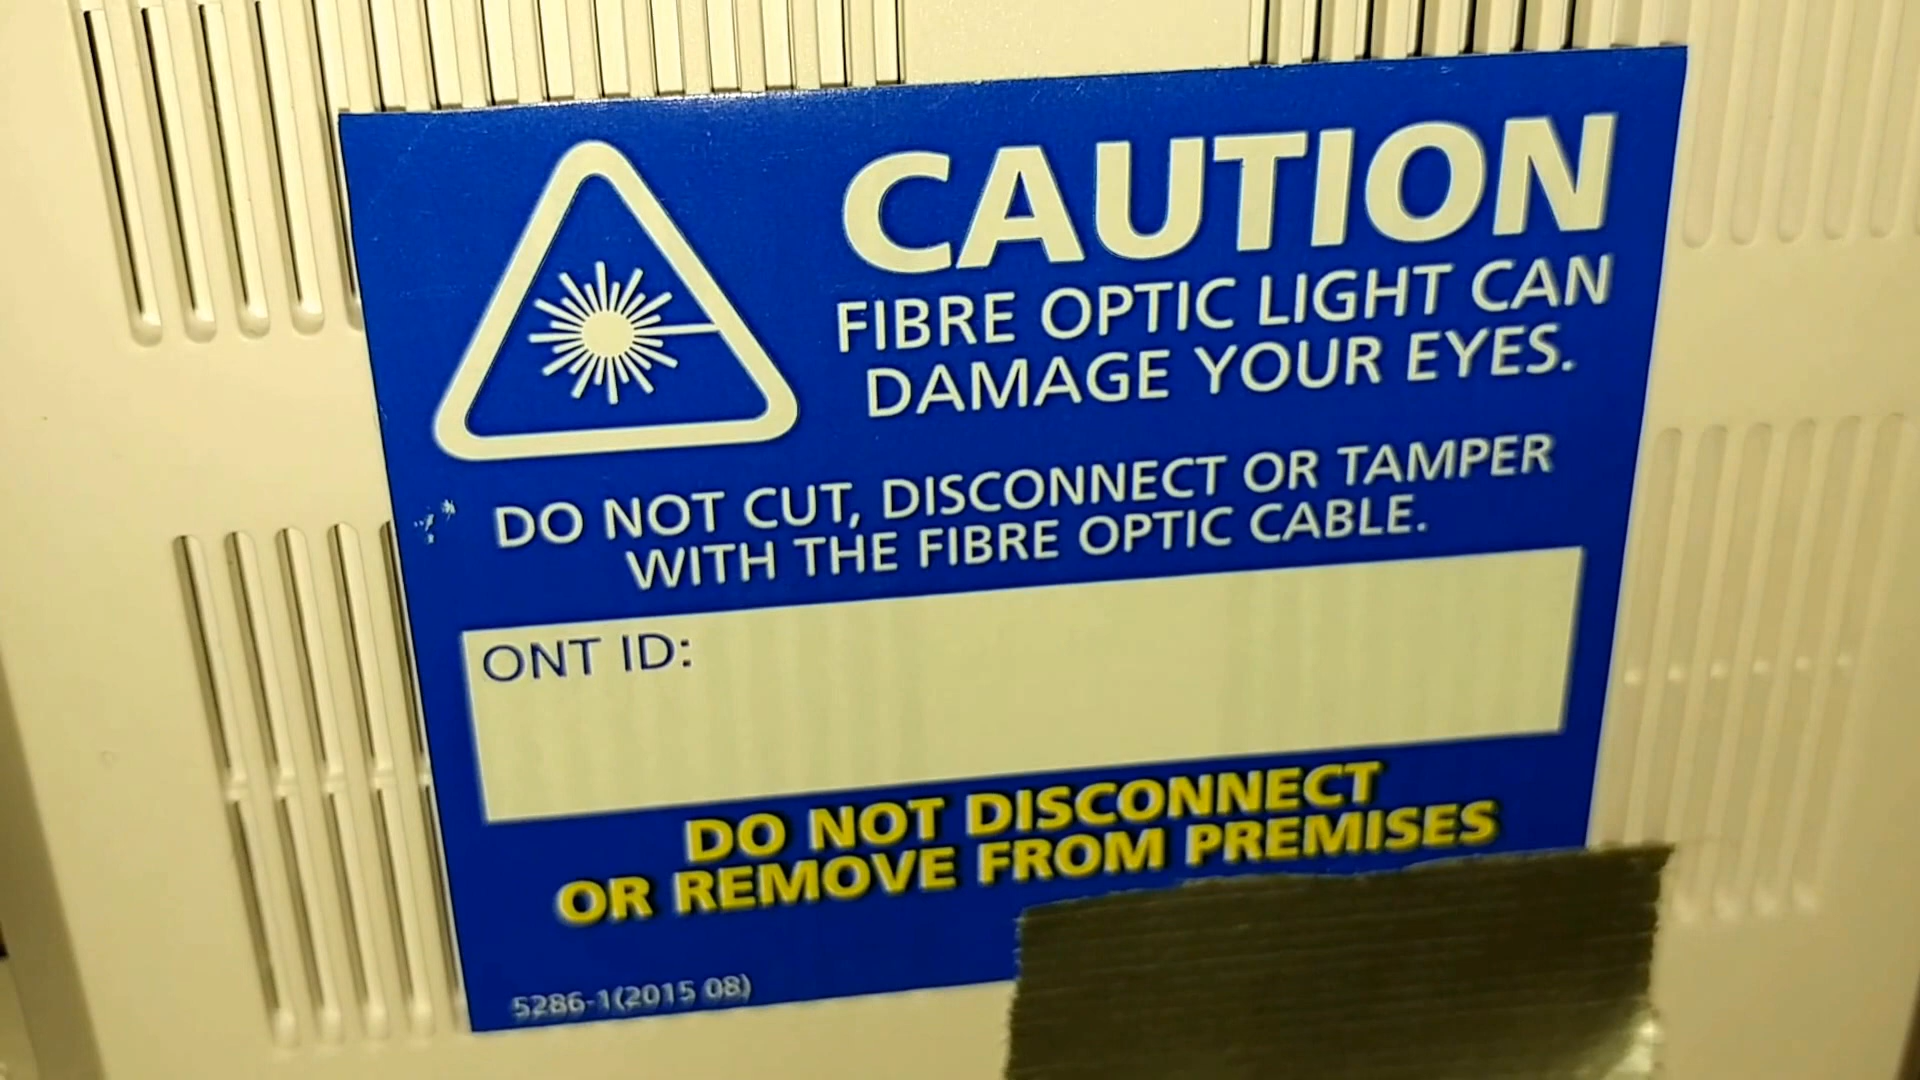 CAUTION
FIBRE OPTIC LIGHT CAN
DAMAGE YOUR EYES.
DO NOT CUT, DISCONNECT OR TAMPER
WITH THE FIBRE OPTIC CABLE.
ONT ID:
DO NOT DISCONNECT
OR REMOVE FROM PREMISES
5286-1(2015 08)